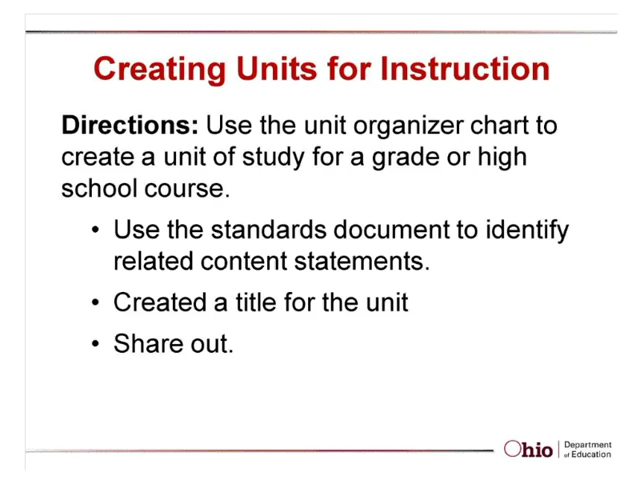 Creating Units for Instruction
Directions: Use the unit organizer chart to
create a unit of study for a grade or high
school course.
• Use the standards document to identify
related content statements.
• Created a title for the unit
• Share out.
Ohio | Department
of Education